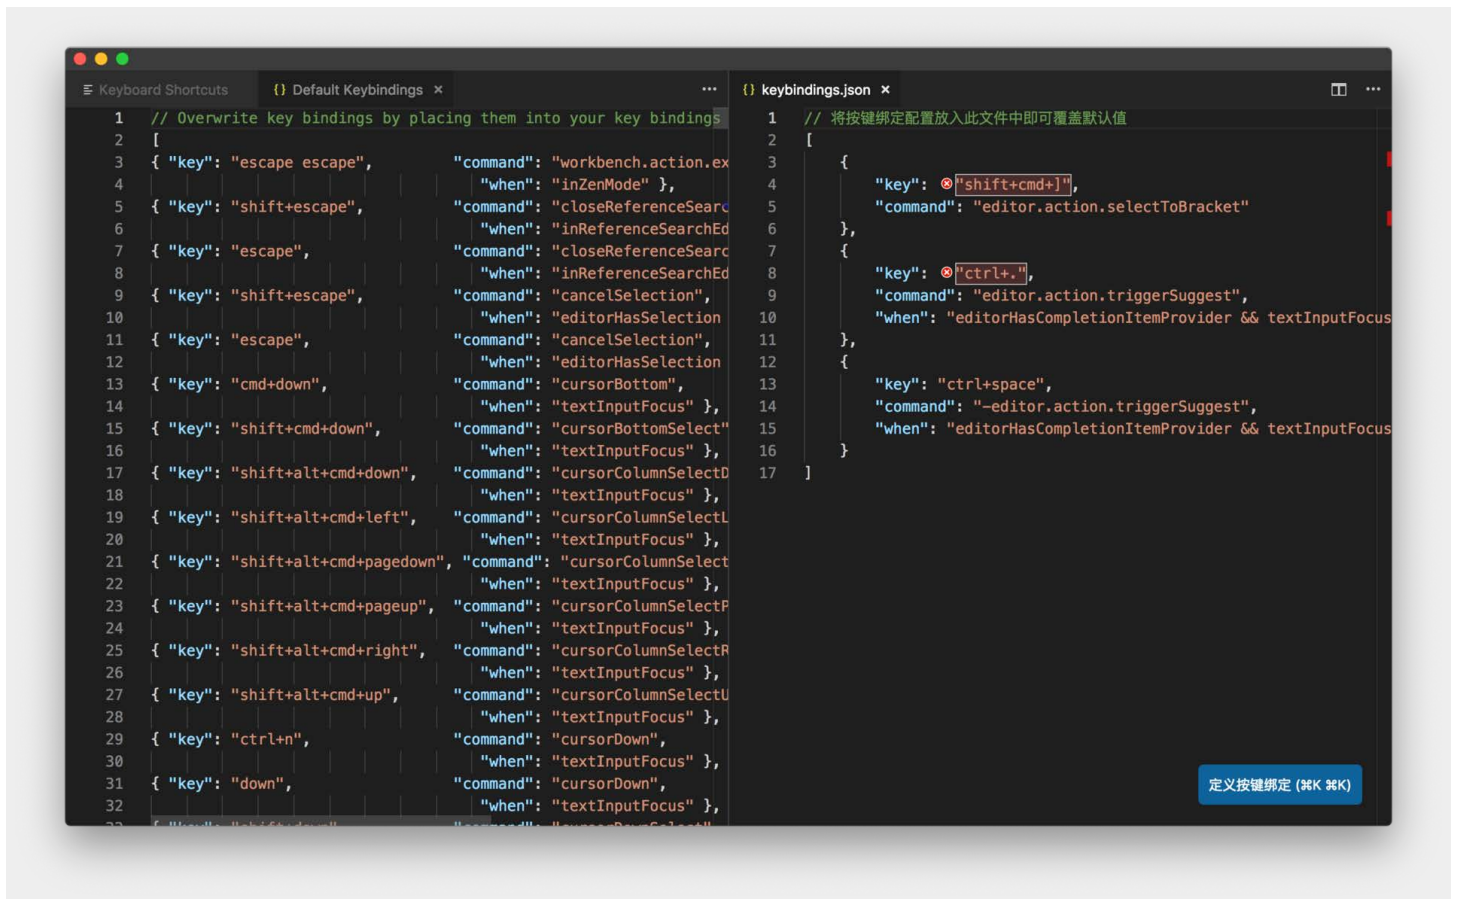 Keyboard Shortcuts
{} Default Keybindings ×
1 // Overwrite key bindings by placing them into your key bindings
2 [
3 { "key": "escape escape", "command": "workbench.action.ex
4 "when": "inZenMode" },
5 { "key": "shift+escape", "command": "closeReferenceSearc
6 "when": "inReferenceSearchEd
7 { "key": "escape", "command": "closeReferenceSearc
8 "when": "inReferenceSearchEd
9 { "key": "shift+escape", "command": "cancelSelection",
10 "when": "editorHasSelection
11 { "key": "escape", "command": "cancelSelection",
12 "when": "editorHasSelection
13 { "key": "cmd+down", "command": "cursorBottom",
14 "when": "textInputFocus" },
15 { "key": "shift+cmd+down", "command": "cursorBottomSelect"
16 "when": "textInputFocus" },
17 { "key": "shift+alt+cmd+down", "command": "cursorColumnSelectD
18 "when": "textInputFocus" },
19 { "key": "shift+alt+cmd+left", "command": "cursorColumnSelectL
20 "when": "textInputFocus" },
21 { "key": "shift+alt+cmd+pagedown", "command": "cursorColumnSelect
22 "when": "textInputFocus" },
23 { "key": "shift+alt+cmd+pageup", "command": "cursorColumnSelectP
24 "when": "textInputFocus" },
25 { "key": "shift+alt+cmd+right", "command": "cursorColumnSelectR
26 "when": "textInputFocus" },
27 { "key": "shift+alt+cmd+up", "command": "cursorColumnSelectU
28 "when": "textInputFocus" },
29 { "key": "ctrl+n", "command": "cursorDown",
30 "when": "textInputFocus" },
31 { "key": "down", "command": "cursorDown",
32 "when": "textInputFocus" },
{} keybindings.json ×
1 // 将按键绑定配置放入此文件中即可覆盖默认值
2 [
3 {
4 "key": "shift+cmd+]",
5 "command": "editor.action.selectToBracket"
6 },
7 {
8 "key": "ctrl+.",
9 "command": "editor.action.triggerSuggest",
10 "when": "editorHasCompletionItemProvider && textInputFocus
11 },
12 {
13 "key": "ctrl+space",
14 "command": "-editor.action.triggerSuggest",
15 "when": "editorHasCompletionItemProvider && textInputFocus
16 }
17 ]
定义按键绑定 (⌘K ⌘K)